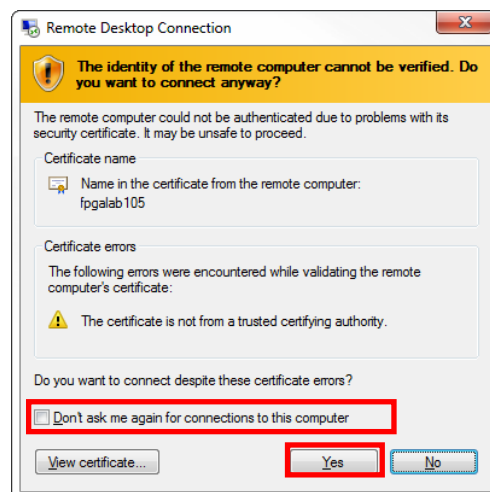 Remote Desktop Connection
The identity of the remote computer cannot be verified. Do
you want to connect anyway?
The remote computer could not be authenticated due to problems with its
security certificate. It may be unsafe to proceed.
Certificate name
Name in the certificate from the remote computer:
fpgalab105
Certificate errors
The following errors were encountered while validating the remote
computer's certificate:
The certificate is not from a trusted certifying authority.
Do you want to connect despite these certificate errors?
Don't ask me again for connections to this computer
View certificate... Yes No